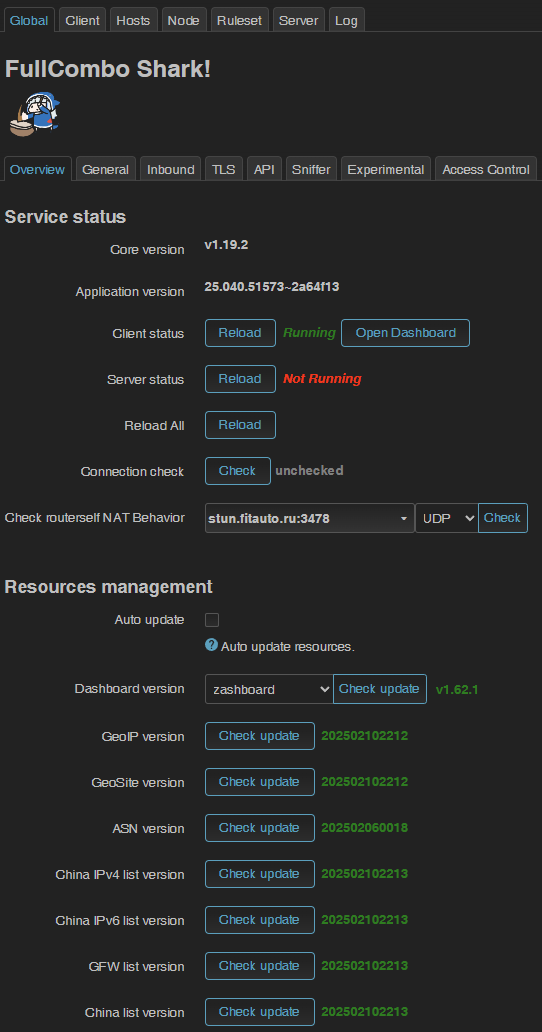 Global Client Hosts Node Ruleset Server Log
FullCombo Shark!
Overview General Inbound TLS API Sniffer Experimental Access Control
Service status
Core version v1.19.2
Application version 25.040.51573~2a64f13
Client status Reload Running Open Dashboard
Server status Reload Not Running
Reload All Reload
Connection check Check unchecked
Check routerself NAT Behavior stun.fitauto.ru:3478 UDP Check
Resources management
Auto update
? Auto update resources.
Dashboard version zashboard Check update v1.62.1
GeoIP version Check update 202502102212
GeoSite version Check update 202502102212
ASN version Check update 202502060018
China IPv4 list version Check update 202502102213
China IPv6 list version Check update 202502102213
GFW list version Check update 202502102213
China list version Check update 202502102213